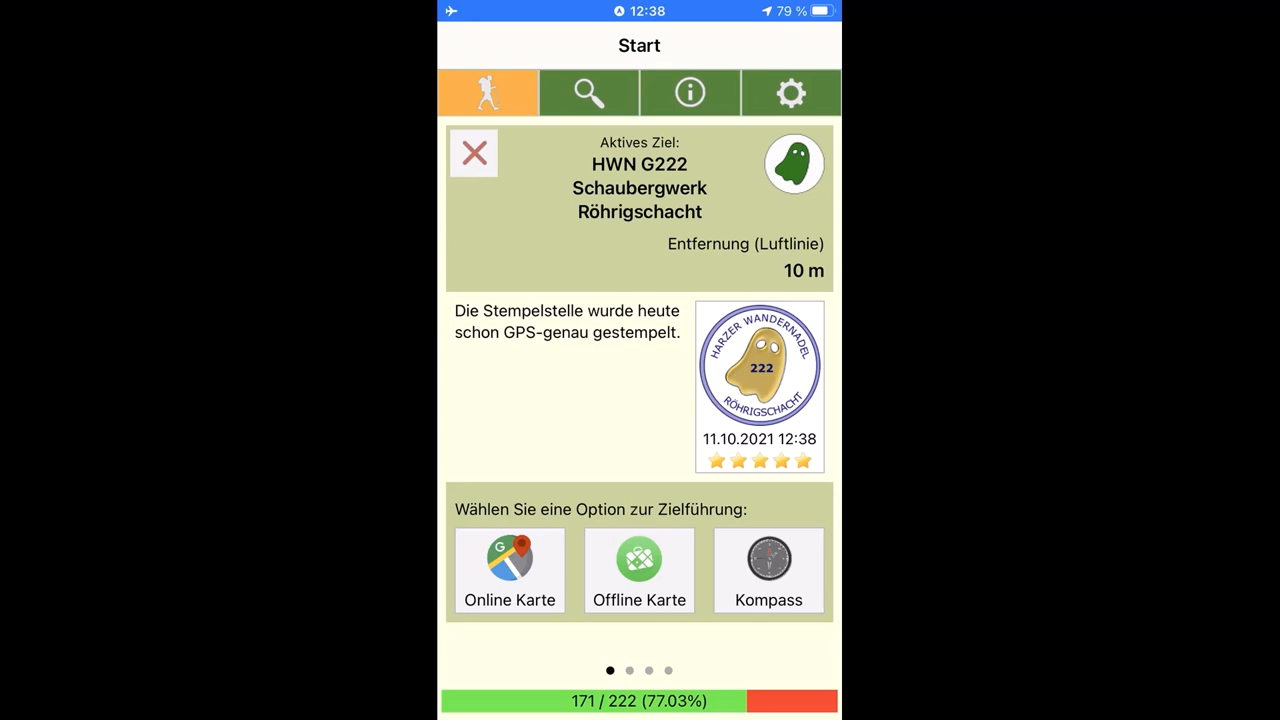 12:38
79 %
Start
Aktives Ziel:
HWN G222
Schaubergwerk
Röhrigschacht
Entfernung (Luftlinie)
10 m
Die Stempelstelle wurde heute
schon GPS-genau gestempelt.
HARZER WANDERNADEL
222
RÖHRIGSCHACHT
11.10.2021 12:38
Wählen Sie eine Option zur Zielführung:
G
Online Karte
Offline Karte
Kompass
171 / 222 (77.03%)